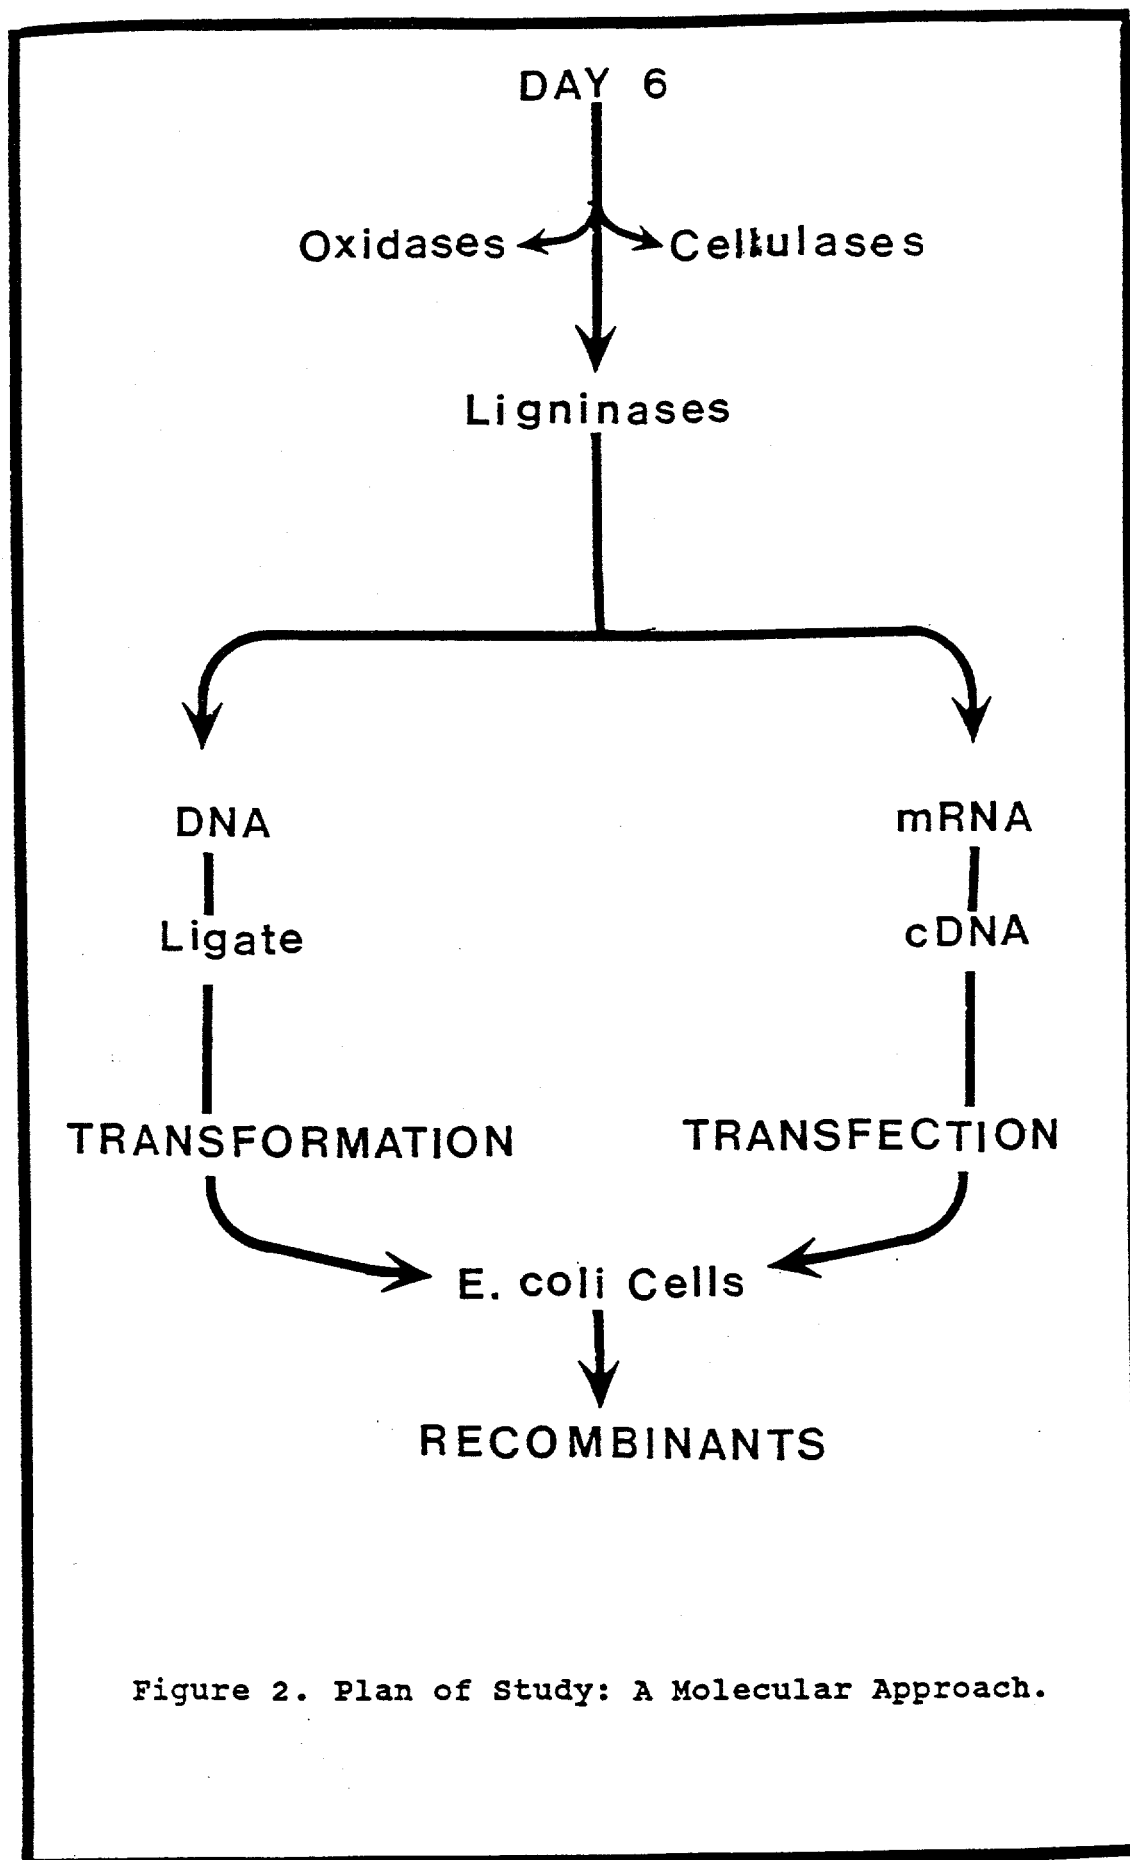 DAY 6
Oxidases Cellulases
Ligninases
DNA mRNA
Ligate cDNA
TRANSFORMATION TRANSFECTION
E. coli Cells
RECOMBINANTS
Figure 2. Plan of Study: A Molecular Approach.